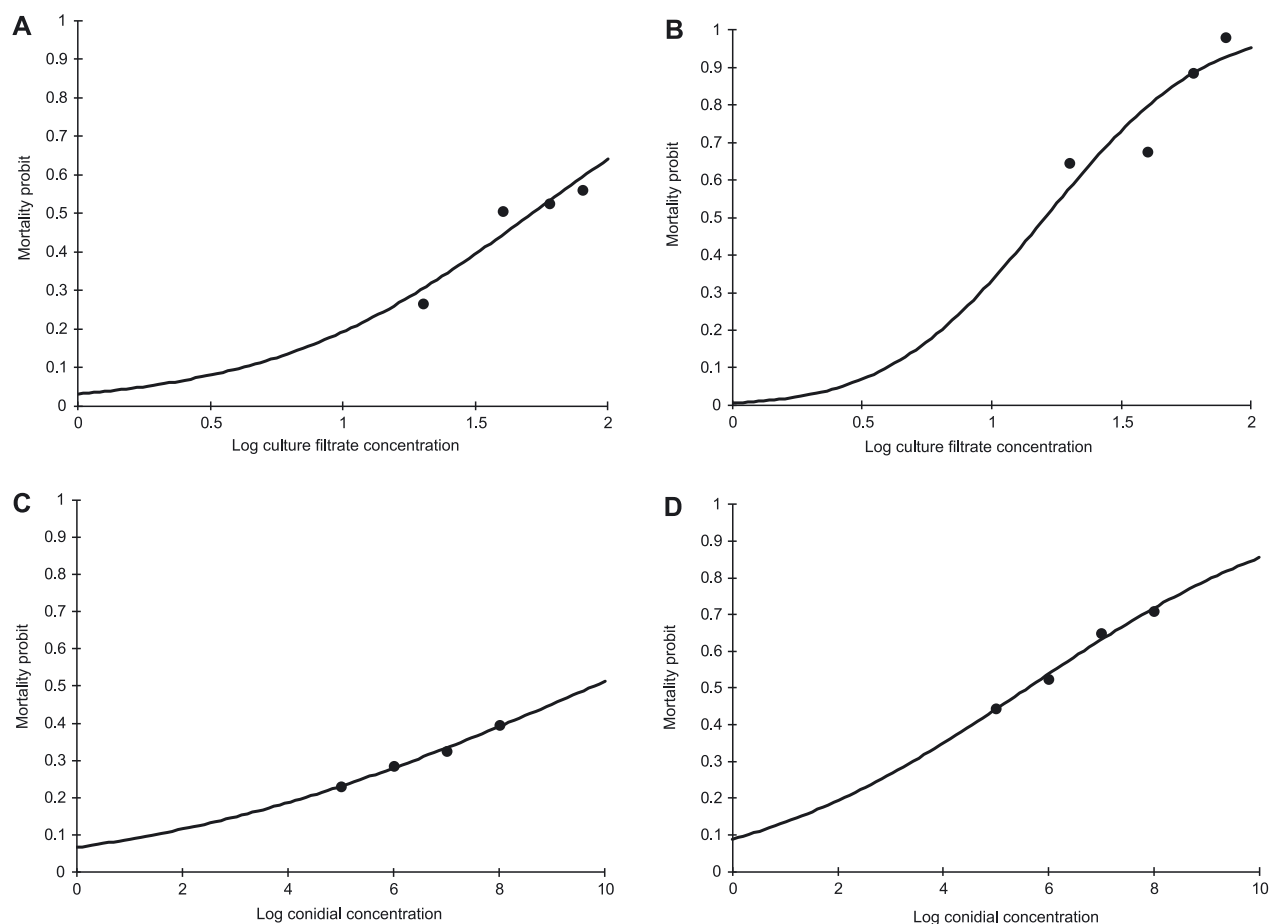 A
Mortality probit
1
0.9
0.8
0.7
0.6
0.5
0.4
0.3
0.2
0.1
0
0 0.5 1 1.5 2
Log culture filtrate concentration
B
Mortality probit
1
0.9
0.8
0.7
0.6
0.5
0.4
0.3
0.2
0.1
0
0 0.5 1 1.5 2
Log culture filtrate concentration
C
Mortality probit
1
0.9
0.8
0.7
0.6
0.5
0.4
0.3
0.2
0.1
0
0 2 4 6 8 10
Log conidial concentration
D
Mortality probit
1
0.9
0.8
0.7
0.6
0.5
0.4
0.3
0.2
0.1
0
0 2 4 6 8 10
Log conidial concentration